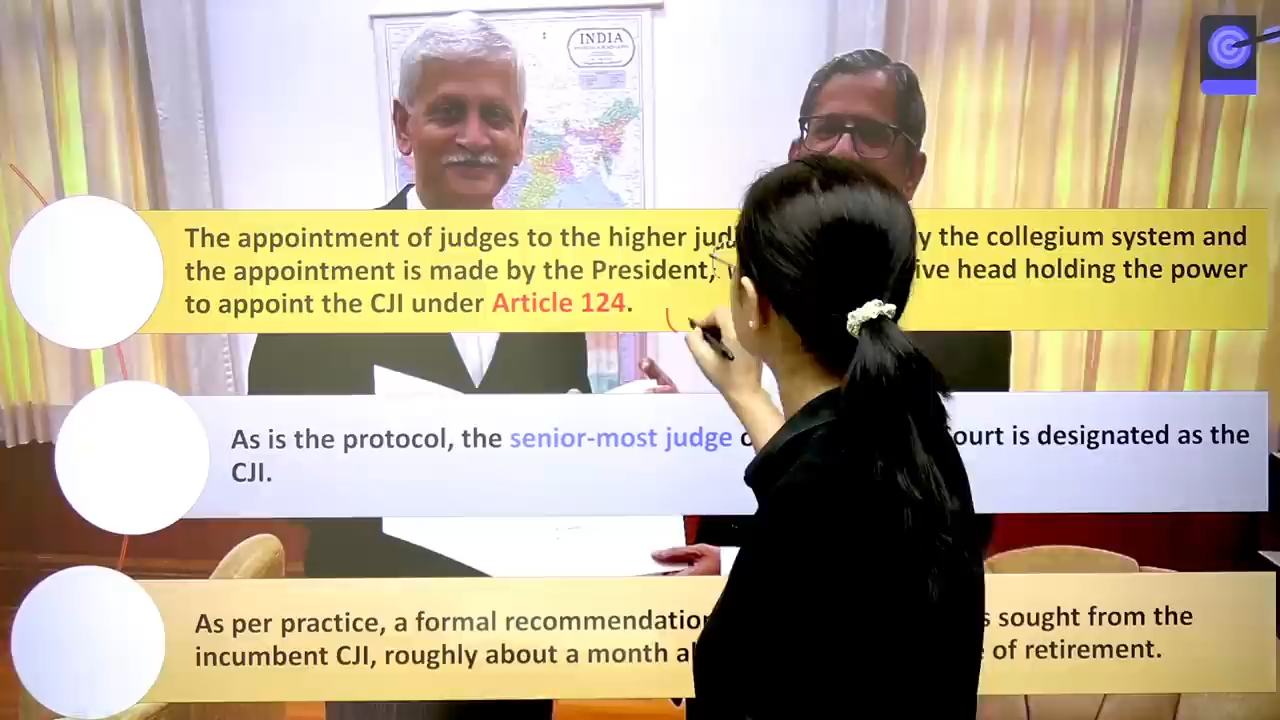 INDIA
The appointment of judges to the higher jud y the collegium system and
the appointment is made by the President, ive head holding the power
to appoint the CJI under Article 124.
As is the protocol, the senior-most judge ourt is designated as the
CJI.
As per practice, a formal recommendation s sought from the
incumbent CJI, roughly about a month a of retirement.